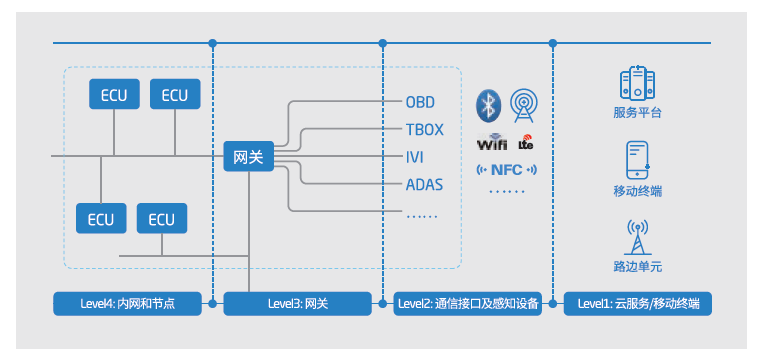 ECU
ECU
网关
ECU
ECU
OBD
TBOX
IVI
ADAS
……
Wifi
Lte
NFC
……
服务平台
移动终端
路边单元
Level4: 内网和节点
Level3: 网关
Level2: 通信接口及感知设备
Level1: 云服务/移动终端